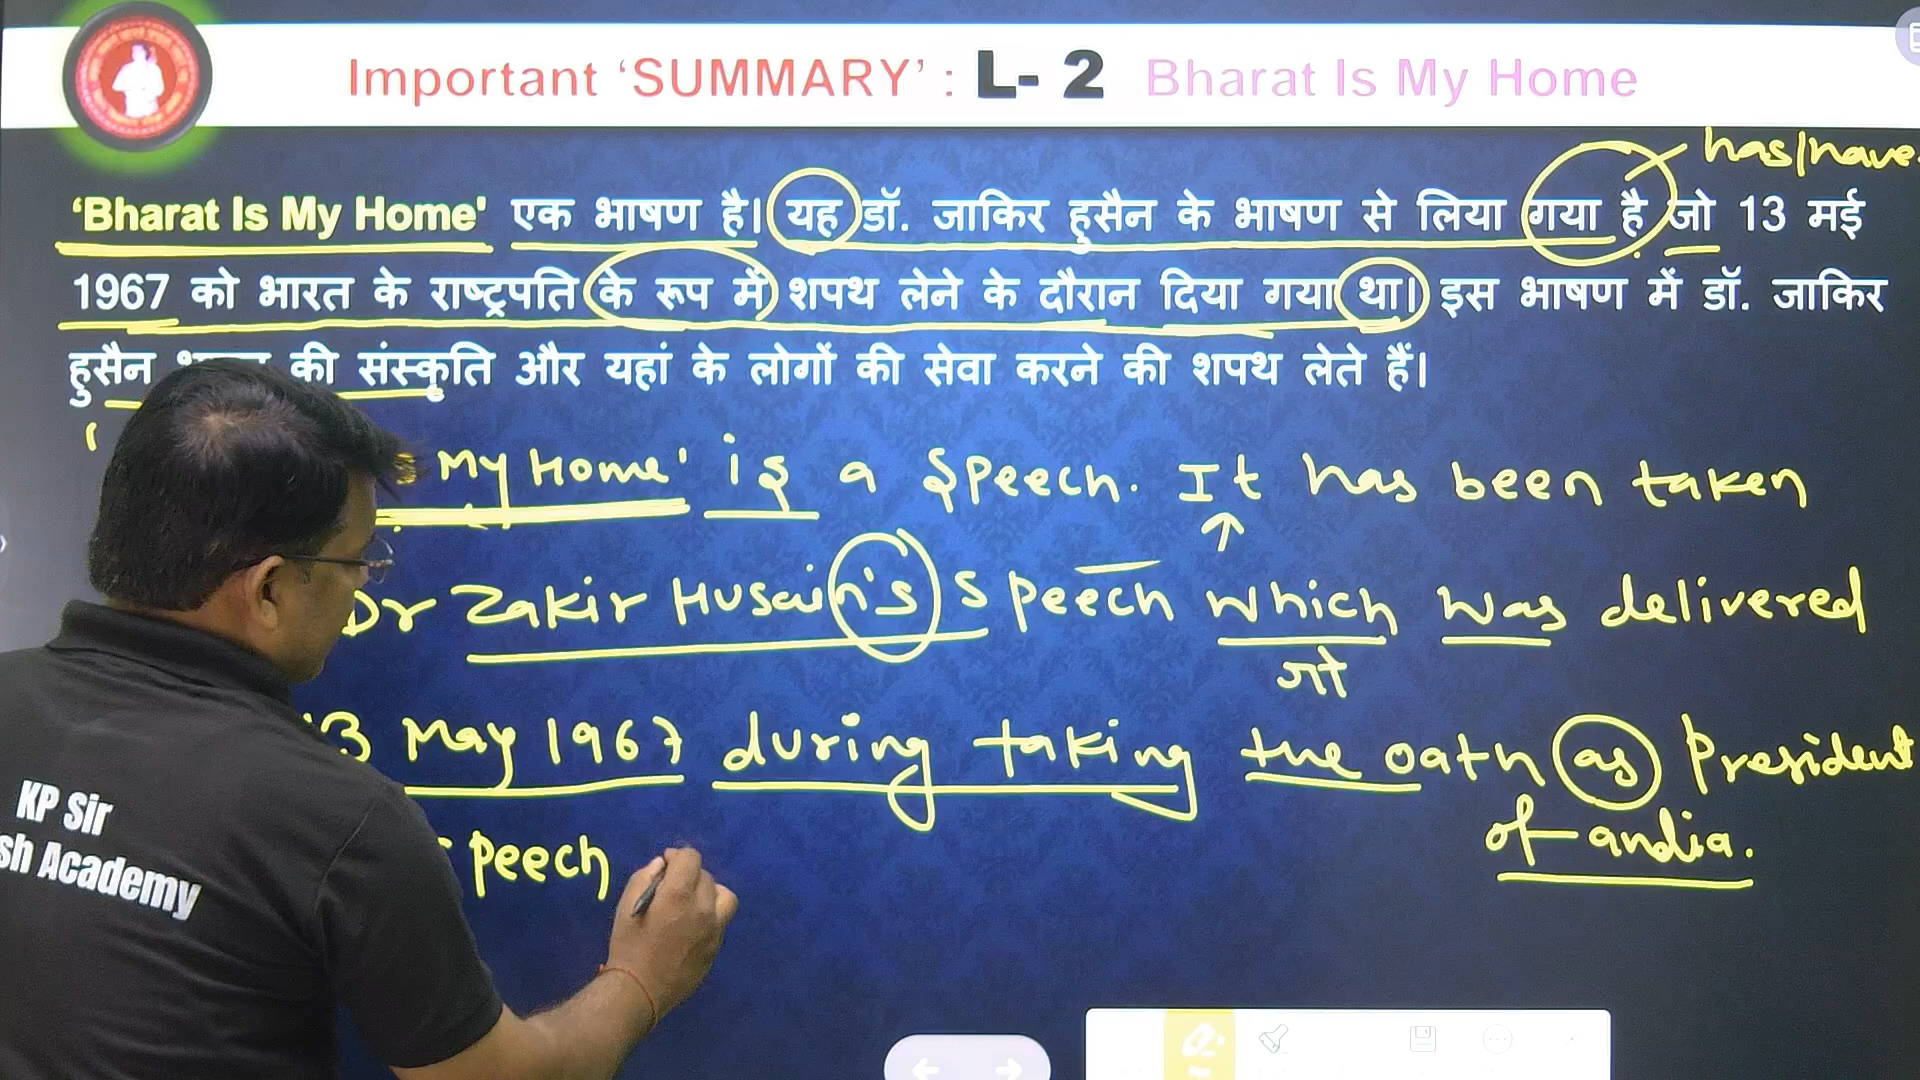 Important ‘SUMMARY’ : L- 2 Bharat Is My Home
has/have
‘Bharat Is My Home' एक भाषण है। यह डॉ. जाकिर हुसैन के भाषण से लिया गया है जो 13 मई
1967 को भारत के राष्ट्रपति के रूप में शपथ लेने के दौरान दिया गया था। इस भाषण में डॉ. जाकिर
हुसैन की संस्कृति और यहां के लोगों की सेवा करने की शपथ लेते हैं।
My Home' is a speech. It has been taken
Dr Zakir Husain's speech which was delivered
जो
13 May 1967 during taking the oath as President
of India.
speech
KP Sir
sh Academy